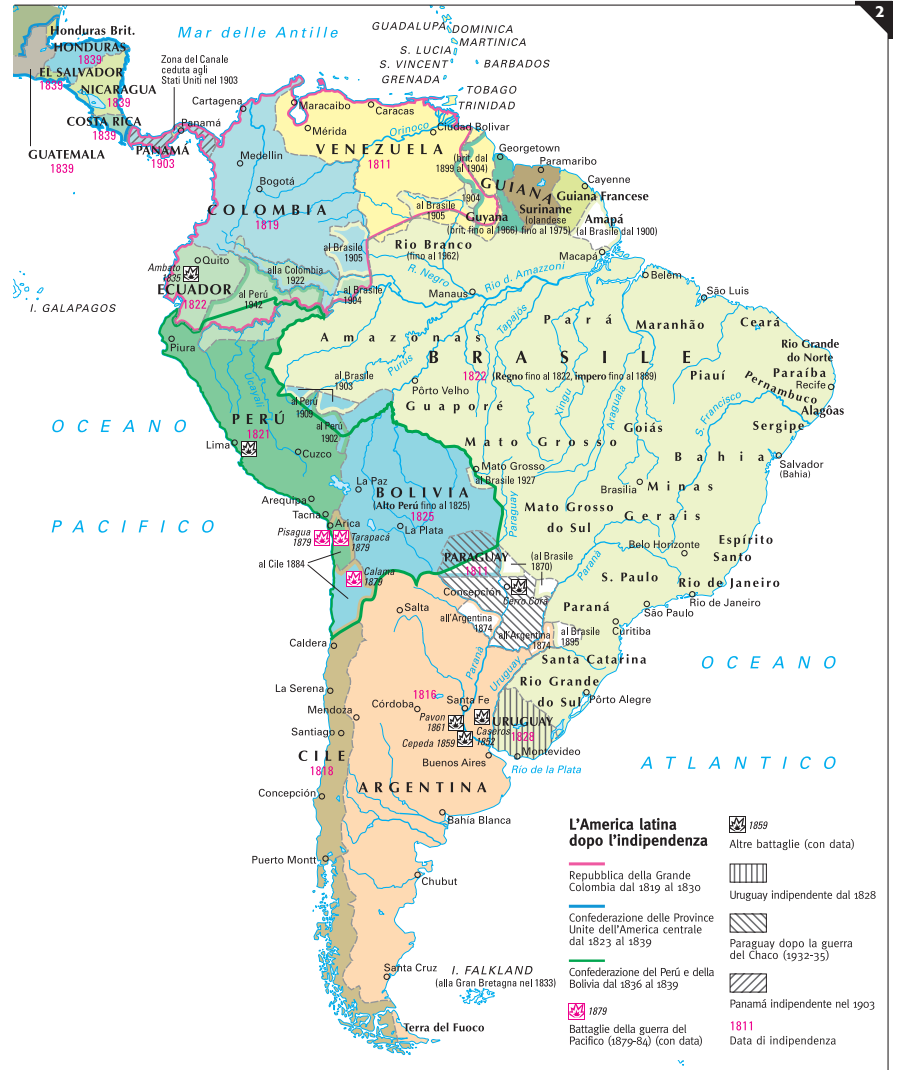 2
Honduras Brit.
HONDURAS
1839
EL SALVADOR
1839
NICARAGUA
1839
COSTA RICA
1839
GUATEMALA
1839
PANAMÁ
1903
Panamá
Zona del Canale
ceduta agli
Stati Uniti nel 1903
Mar delle Antille
GUADALUPA
DOMINICA
MARTINICA
S. LUCIA
S. VINCENT
BARBADOS
GRENADA
TOBAGO
TRINIDAD
Cartagena
Maracaibo
Caracas
Mérida
Orinoco
Ciudad Bolivar
VENEZUELA
1811
Medellin
Bogotá
COLOMBIA
1819
(brit. dal
1899 al 1904)
1904
al Brasile
1905
Georgetown
Paramaribo
Cayenne
GUIANA
Guiana Francese
Suriname
(olandese
fino al 1975)
Guyana
(brit. fino al 1966)
Amapá
(al Brasile dal 1900)
Rio Branco
(fino al 1962)
al Brasile
1905
Macapá
Ambato
1835
Quito
ECUADOR
1822
alla Colombia
1922
al Perú
1942
al Brasile
1904
R. Nero
Rio d. Amazzoni
Manaus
Belém
São Luis
I. GALAPAGOS
Piura
Amazonas
Tapajós
Pará
Maranhão
Ceará
Rio Grande
do Norte
BRASILE
1822 (Regno fino al 1822, impero fino al 1889)
Purus
Piauí
Paraíba
Pernambuco
Recife
Alagôas
Ucayali
al Brasile
1903
al Perú
1909
al Perú
1902
Pôrto Velho
Guaporé
Xingu
Araguaia
S. Francisco
Sergipe
PERÚ
1821
Lima
Cuzco
Goiás
Mato Grosso
Bahia
Salvador
(Bahia)
OCEANO
PACIFICO
Mato Grosso
al Brasile 1927
Brasilia
Minas
Gerais
La Paz
BOLIVIA
(Alto Perú fino al 1825)
1825
La Plata
Arequipa
Tacna
Arica
Pisagua
1879
Tarapacá
1879
al Cile 1884
Calama
1879
Paraguay
Mato Grosso
do Sul
Belo Horizonte
Espírito
Santo
PARAGUAY
1811
(al Brasile
1870)
Concepción
Cerro Corá
Paranà
S. Paulo
Rio de Janeiro
Rio de Janeiro
São Paulo
Paraná
Curitiba
Salta
all'Argentina
1874
all'Argentina
1874
al Brasile
1895
Santa Catarina
OCEANO
ATLANTICO
Caldera
Paranà
Uruguay
Rio Grande
do Sul
Pôrto Alegre
La Serena
Mendoza
Santiago
1816
Córdoba
Santa Fe
Pavon
1861
Caseros
1852
Cepeda 1859
URUGUAY
1828
Montevideo
CILE
1818
Buenos Aires
Rio de la Plata
Concepción
ARGENTINA
Bahía Blanca
Puerto Montt
Chubut
Santa Cruz
I. FALKLAND
(alla Gran Bretagna nel 1833)
Terra del Fuoco
L'America latina
dopo l'indipendenza
Repubblica della Grande
Colombia dal 1819 al 1830
Confederazione delle Province
Unite dell'America centrale
dal 1823 al 1839
Confederazione del Perú e della
Bolivia dal 1836 al 1839
1879
Battaglie della guerra del
Pacifico (1879-84) (con data)
1859
Altre battaglie (con data)
Uruguay indipendente dal 1828
Paraguay dopo la guerra
del Chaco (1932-35)
Panamá indipendente nel 1903
1811
Data di indipendenza